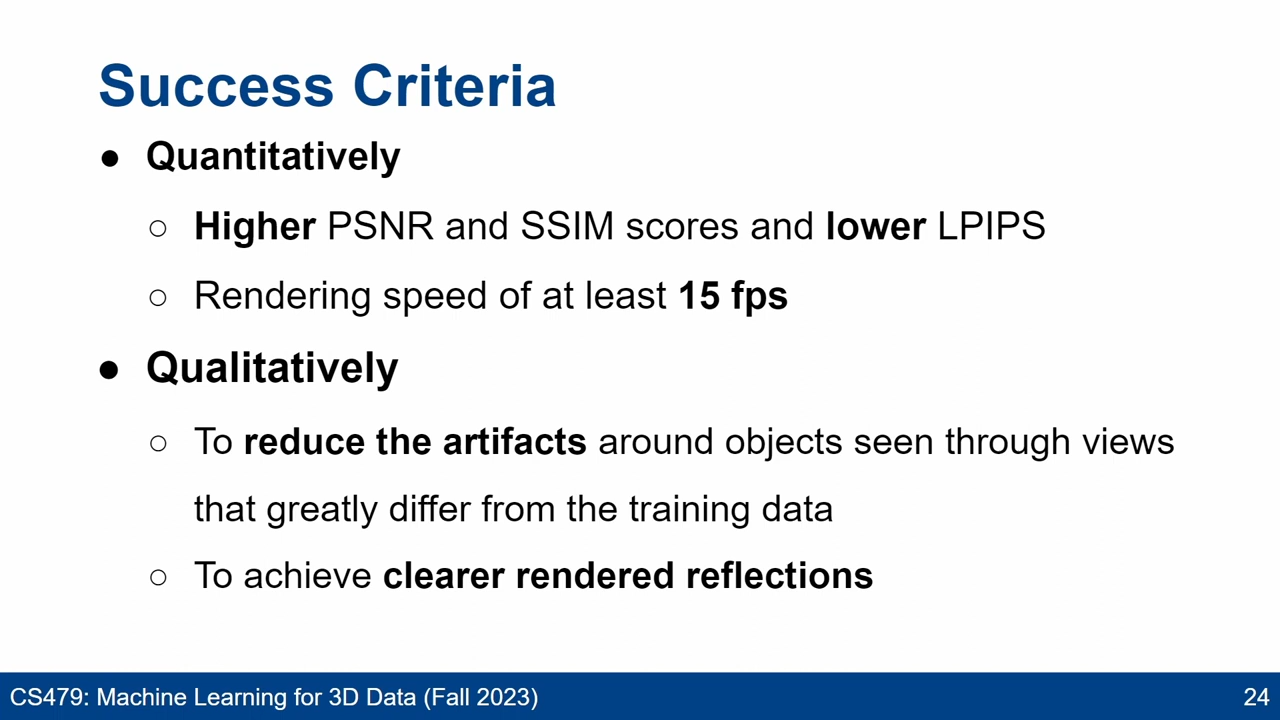 Success Criteria
● Quantitatively
○ Higher PSNR and SSIM scores and lower LPIPS
○ Rendering speed of at least 15 fps
● Qualitatively
○ To reduce the artifacts around objects seen through views
that greatly differ from the training data
○ To achieve clearer rendered reflections
CS479: Machine Learning for 3D Data (Fall 2023)
24